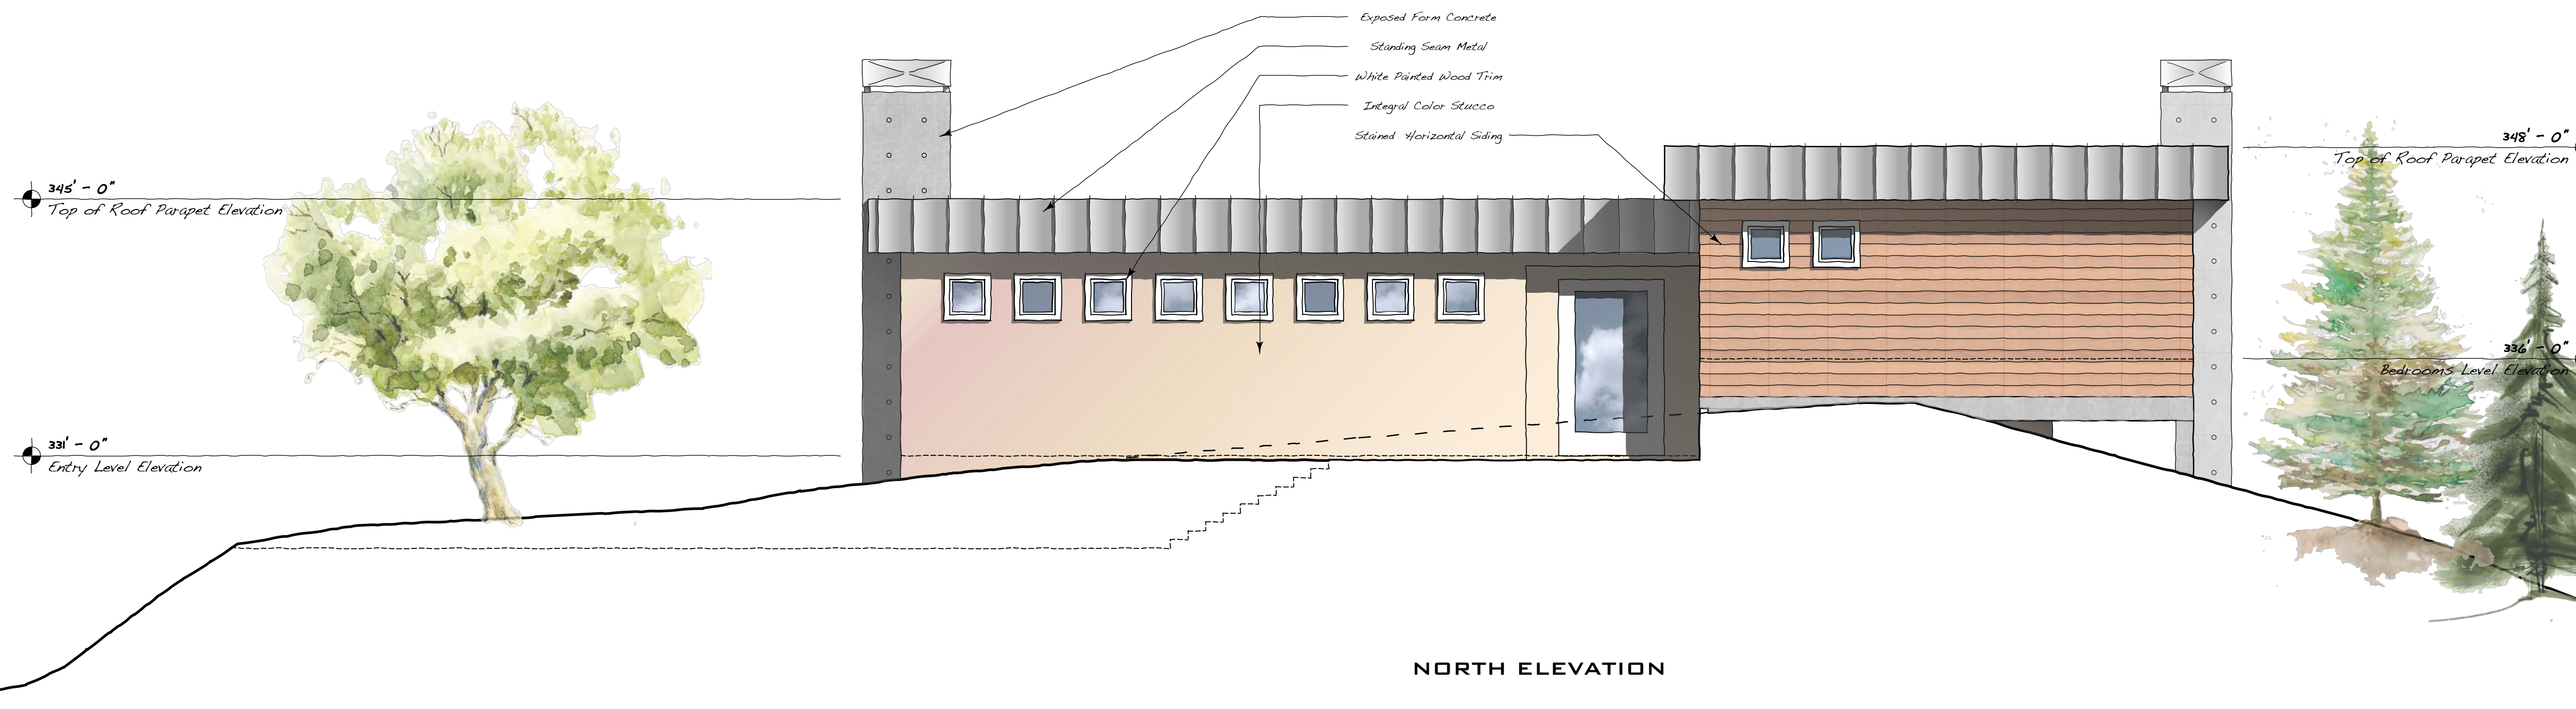 Exposed Form Concrete
Standing Seam Metal
White Painted Wood Trim
Integral Color Stucco
Stained Horizontal Siding
345' - 0"
Top of Roof Parapet Elevation
331' - 0"
Entry Level Elevation
348' - 0"
Top of Roof Parapet Elevation
336' - 0"
Bedrooms Level Elevation
NORTH ELEVATION